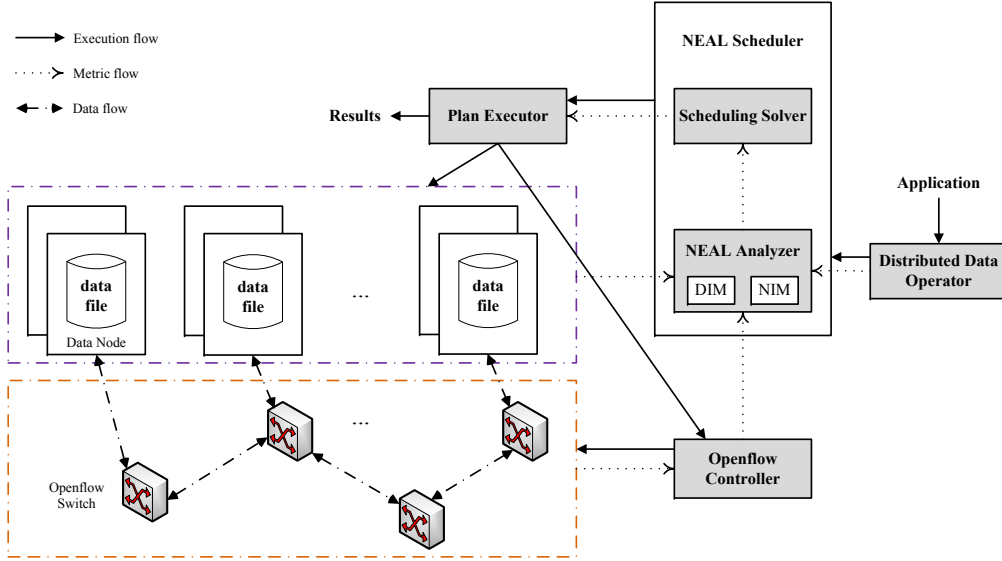 Execution flow
Metric flow
Data flow
NEAL Scheduler
Results
Plan Executor
Scheduling Solver
Application
NEAL Analyzer
DIM
NIM
Distributed Data
Operator
data
file
Data Node
data
file
...
data
file
...
Openflow
Switch
Openflow
Controller